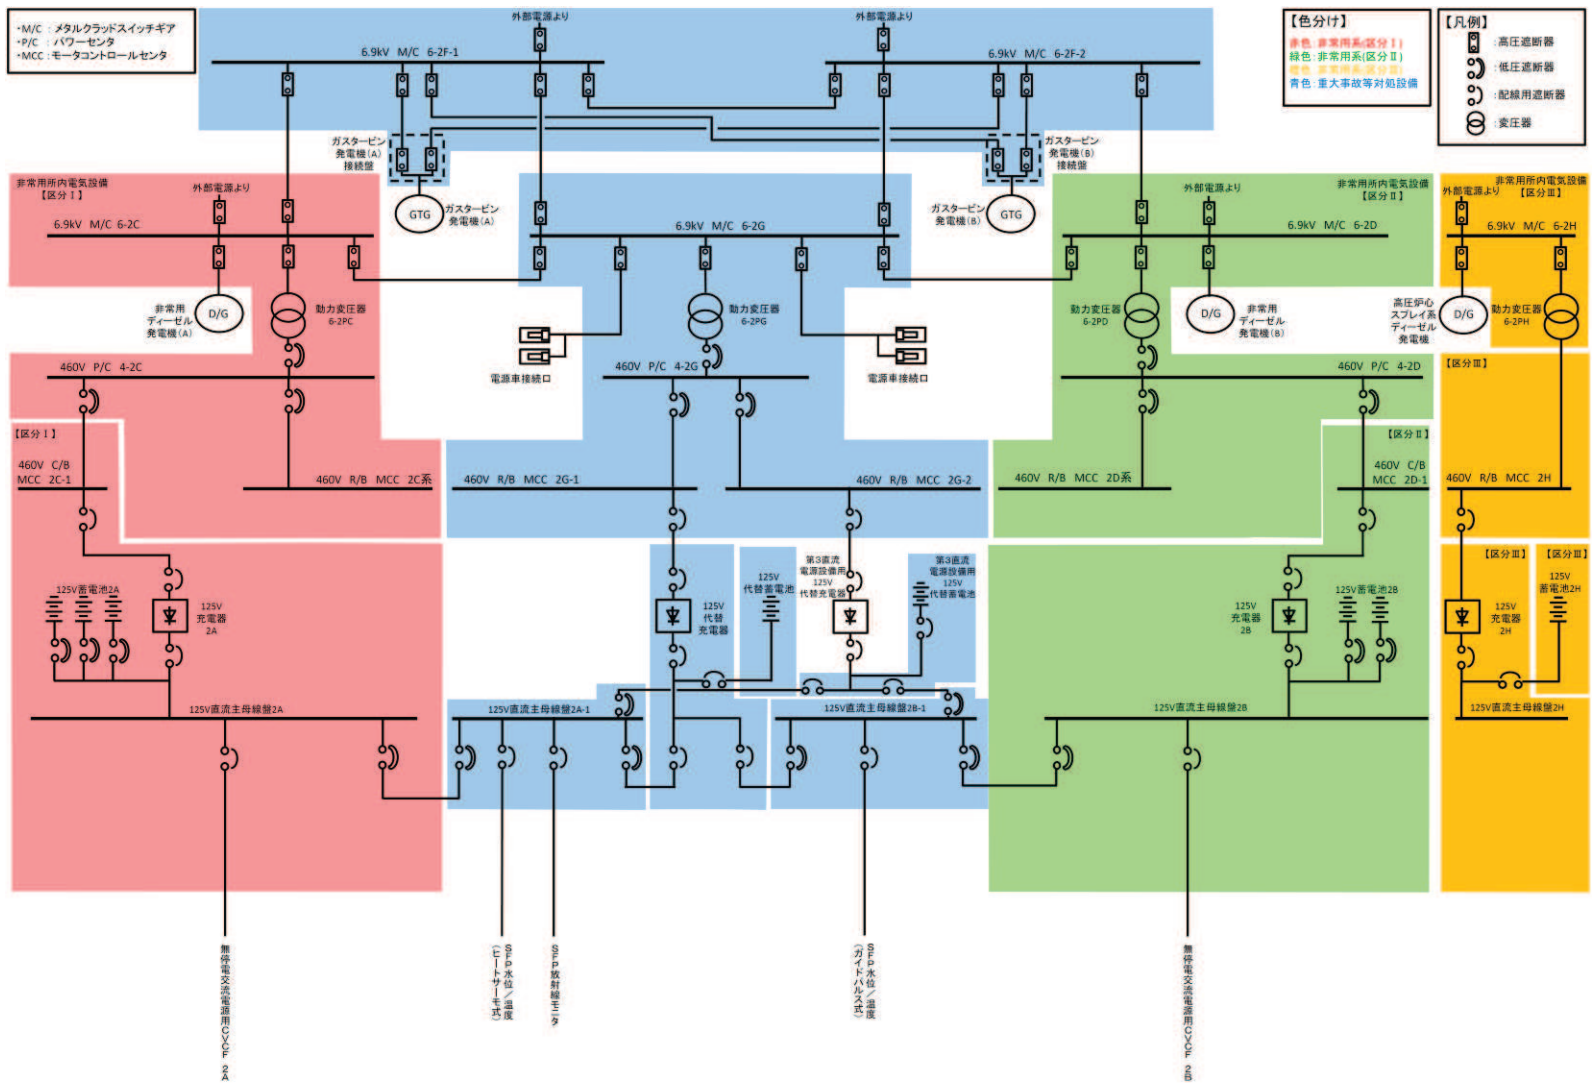 ・M/C : メタルクラッドスイッチギア
・P/C : パワーセンタ
・MCC : モータコントロールセンタ
外部電源より
外部電源より
6.9kV M/C 6-2F-1
6.9kV M/C 6-2F-2
【色分け】
赤色: 非常用系(区分Ⅰ)
緑色: 非常用系(区分Ⅱ)
橙色: 非常用系(区分Ⅲ)
青色: 重大事故等対処設備
【凡例】
: 高圧遮断器
: 低圧遮断器
: 配線用遮断器
: 変圧器
ガスタービン
発電機(A)
接続盤
ガスタービン
発電機(B)
接続盤
非常用所内電気設備
【区分Ⅰ】
外部電源より
6.9kV M/C 6-2C
GTG
ガスタービン
発電機(A)
6.9kV M/C 6-2G
ガスタービン
発電機(B)
GTG
外部電源より
非常用所内電気設備
【区分Ⅱ】
6.9kV M/C 6-2D
非常用所内電気設備
【区分Ⅲ】
外部電源より
6.9kV M/C 6-2H
非常用
ディーゼル
発電機(A)
D/G
動力変圧器
6-2PC
動力変圧器
6-2PG
動力変圧器
6-2PD
D/G
非常用
ディーゼル
発電機(B)
高圧炉心
スプレイ系
ディーゼル
発電機
D/G
動力変圧器
6-2PH
電源車接続口
電源車接続口
460V P/C 4-2C
460V P/C 4-2G
460V P/C 4-2D
【区分Ⅲ】
【区分Ⅰ】
460V C/B
MCC 2C-1
460V R/B MCC 2C系
460V R/B MCC 2G-1
460V R/B MCC 2G-2
460V R/B MCC 2D系
【区分Ⅱ】
460V C/B
MCC 2D-1
460V R/B MCC 2H
125V蓄電池2A
125V
充電器
2A
125V
代替
充電器
125V
代替蓄電池
第3直流
電源設備用
125V
代替充電器
第3直流
電源設備用
125V
代替蓄電池
125V
充電器
2B
125V蓄電池2B
【区分Ⅲ】
125V
充電器
2H
【区分Ⅲ】
125V
蓄電池2H
125V直流主母線盤2A
125V直流主母線盤2A-1
125V直流主母線盤2B-1
125V直流主母線盤2B
125V直流主母線盤2H
無停電交流電源用CVCF 2A
SFP水位/温度
(ヒートサーモ式)
SFP放射線モニタ
SFP水位/温度
(ガイドパルス式)
無停電交流電源用CVCF 2B